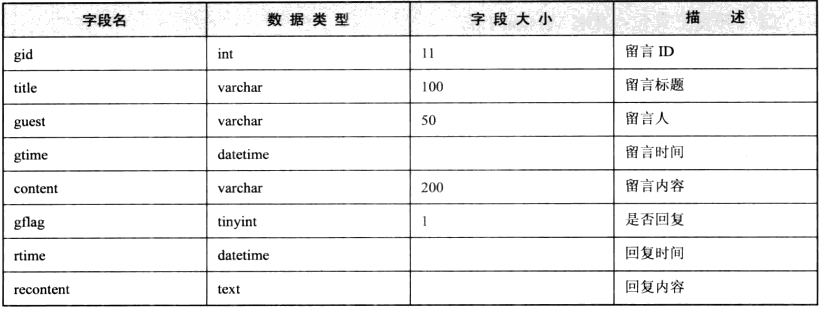 字段名 数据类型 字段大小 描述
gid int 11 留言 ID
title varchar 100 留言标题
guest varchar 50 留言人
gtime datetime 留言时间
content varchar 200 留言内容
gflag tinyint 1 是否回复
rtime datetime 回复时间
recontent text 回复内容